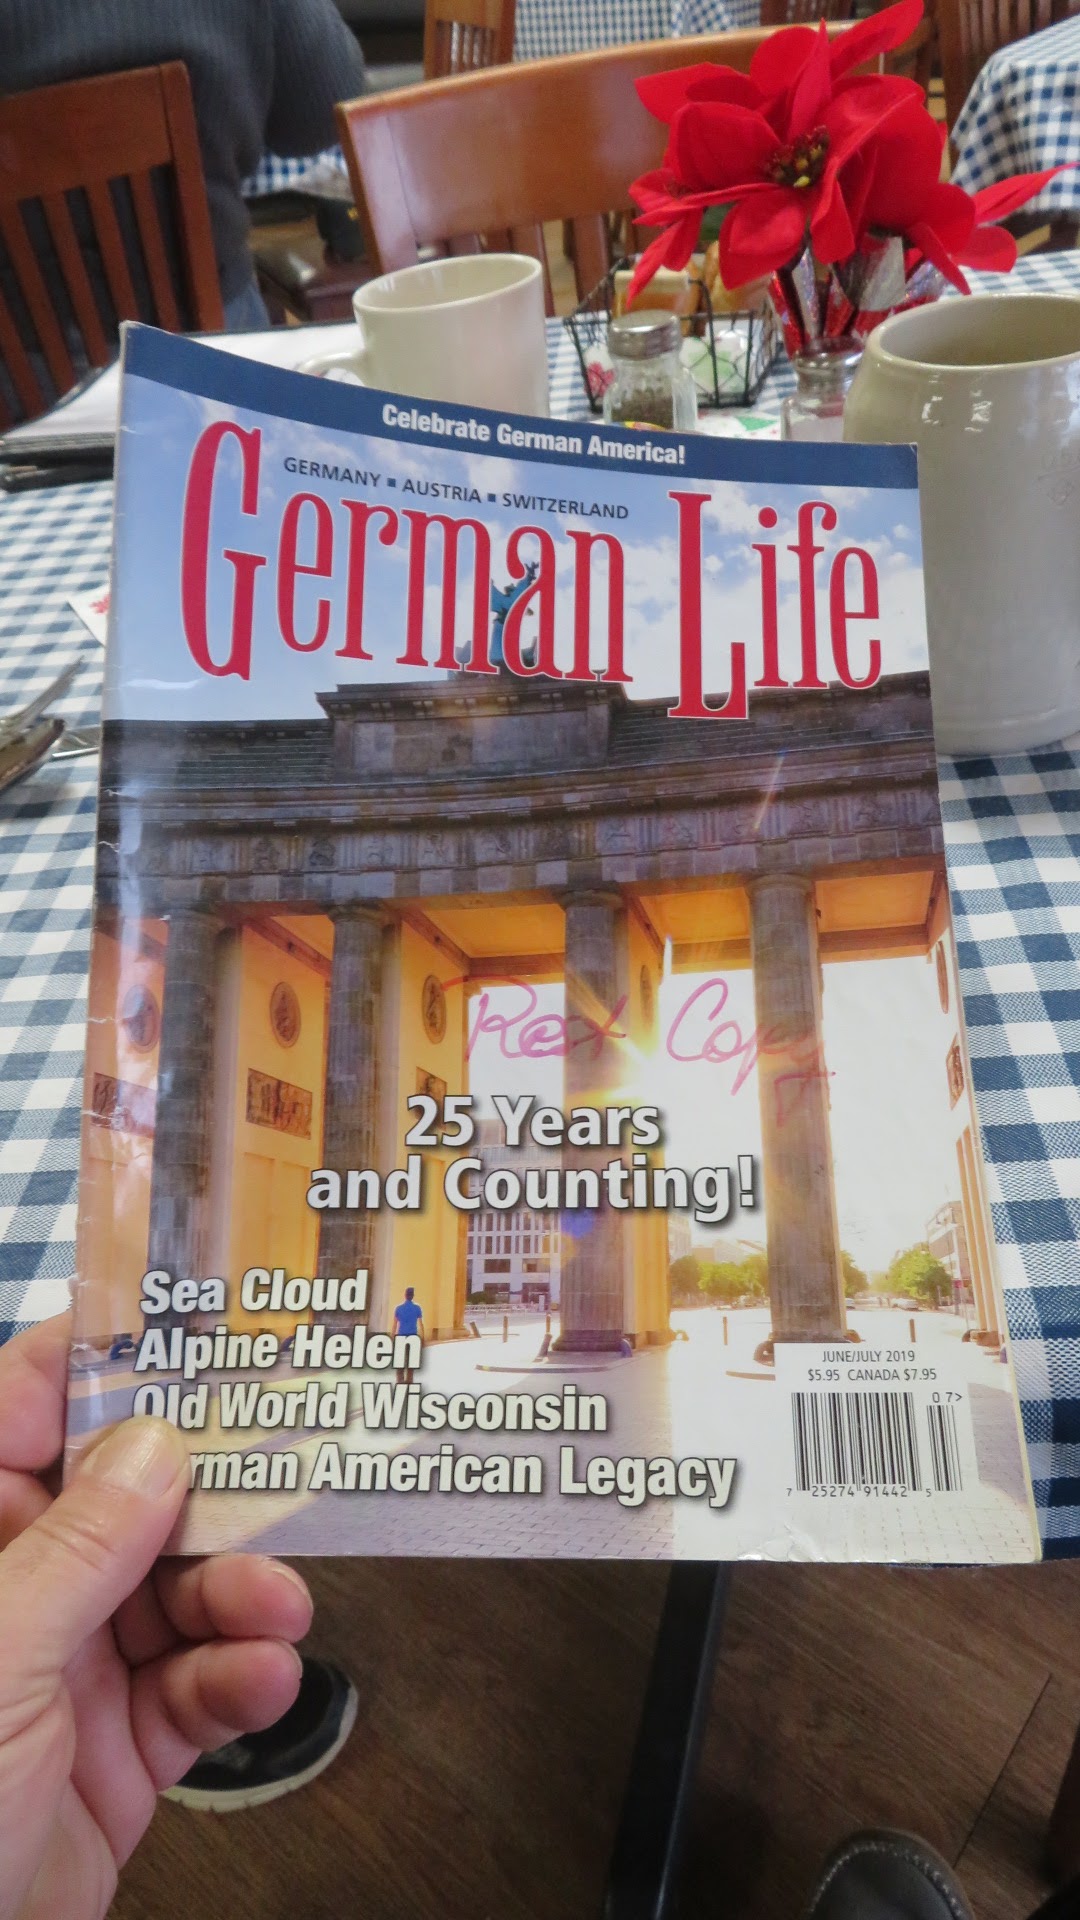 Celebrate German America!
GERMANY ▪ AUSTRIA ▪ SWITZERLAND
German Life
Rest Copy
25 Years
and Counting!
Sea Cloud
Alpine Helen
Old World Wisconsin
rman American Legacy
JUNE/JULY 2019
$5.95 CANADA $7.95
07>
7 25274 91442 5